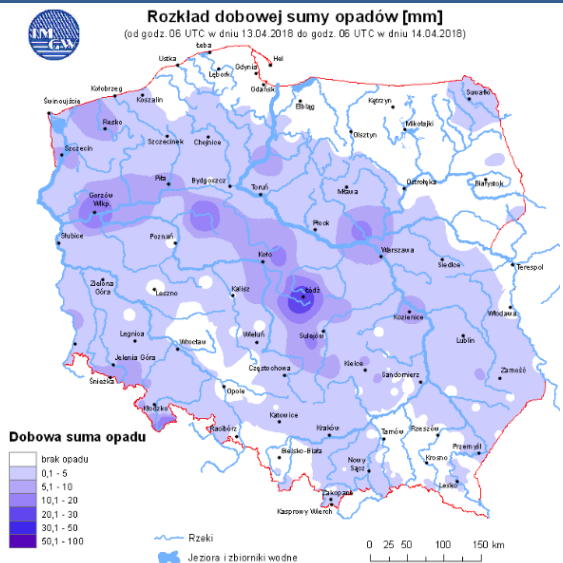 IM
GW
Rozkład dobowej sumy opadów [mm]
(od godz. 06 UTC w dniu 13.04.2018 do godz. 06 UTC w dniu 14.04.2018)
Łeba
Ustka
Hel
Lębork
Gdynia
Gdańsk
Kołobrzeg
Koszalin
Świnoujście
Elbląg
Kętrzyn
Suwałki
Resko
Mikołajki
Szczecinek
Chojnice
Olsztyn
Szczecin
Piła
Bydgoszcz
Toruń
Mława
Ostrołęka
Białystok
Gorzów
Wlkp.
Płock
Słubice
Poznań
Warszawa
Koło
Siedlce
Terespol
Zielona
Góra
Leszno
Kalisz
Łódź
Kozienice
Włodawa
Legnica
Wrocław
Wieluń
Sulejów
Lublin
Jelenia Góra
Śnieżka
Częstochowa
Kielce
Sandomierz
Zamość
Opole
Kłodzko
Katowice
Racibórz
Kraków
Tarnów
Rzeszów
Przemyśl
Bielsko-Biała
Nowy
Sącz
Krosno
Lesko
Zakopane
Kasprowy Wierch
Dobowa suma opadu
brak opadu
0,1 - 5
5,1 - 10
10,1 - 20
20,1 - 30
30,1 - 50
50,1 - 100
Rzeki
Jeziora i zbiorniki wodne
0 25 50 100 150 km